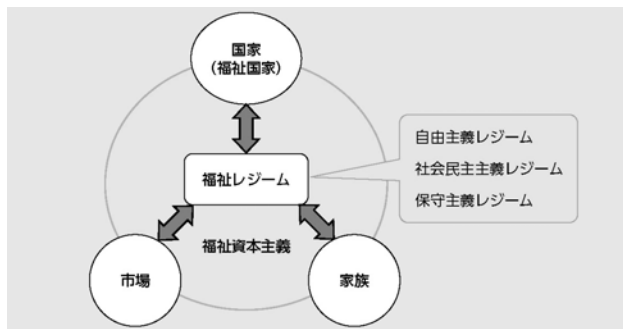 国家
(福祉国家)
福祉レジーム
自由主義レジーム
社会民主主義レジーム
保守主義レジーム
福祉資本主義
市場
家族